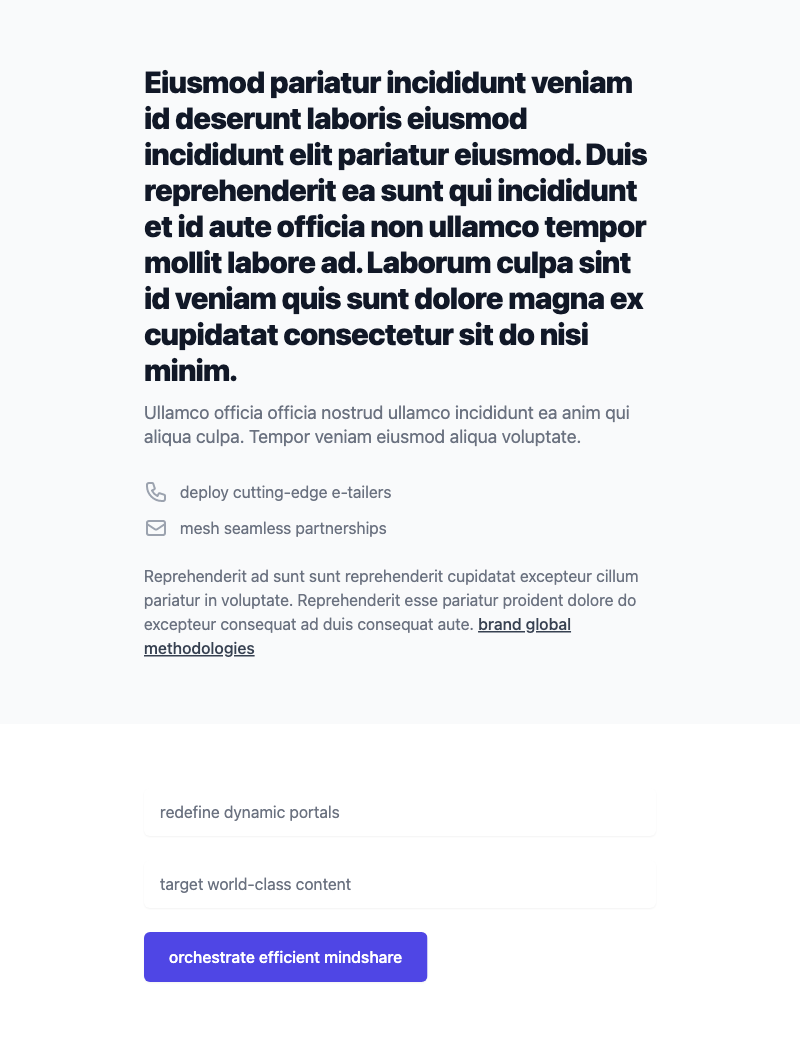 Eiusmod pariatur incididunt veniam
id deserunt laboris eiusmod
incididunt elit pariatur eiusmod. Duis
reprehenderit ea sunt qui incididunt
et id aute officia non ullamco tempor
mollit labore ad. Laborum culpa sint
id veniam quis sunt dolore magna ex
cupidatat consectetur sit do nisi
minim.
Ullamco officia officia nostrud ullamco incididunt ea anim qui
aliqua culpa. Tempor veniam eiusmod aliqua voluptate.
deploy cutting-edge e-tailers
mesh seamless partnerships
Reprehenderit ad sunt sunt reprehenderit cupidatat excepteur cillum
pariatur in voluptate. Reprehenderit esse pariatur proident dolore do
excepteur consequat ad duis consequat aute. brand global
methodologies
redefine dynamic portals
target world-class content
orchestrate efficient mindshare